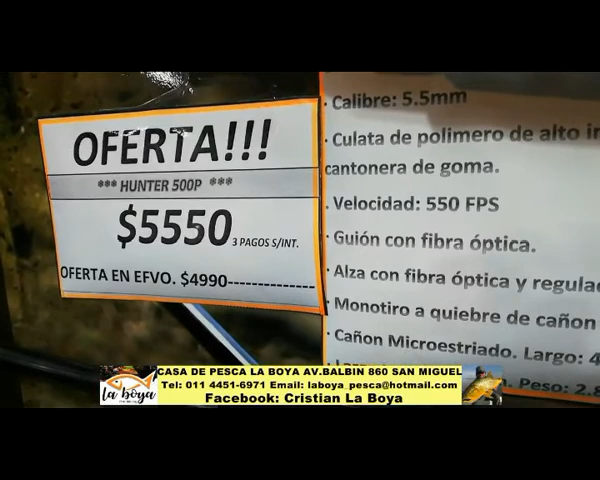 OFERTA!!!
*** HUNTER 500P ***
$5550 3 PAGOS S/INT.
OFERTA EN EFVO. $4990---------------
· Calibre: 5.5mm
· Culata de polimero de alto
cantonera de goma.
· Velocidad: 550 FPS
· Guión con fibra óptica.
· Alza con fibra óptica y
· Monotiro a quiebre de cañon
· Cañon Microestriado. Largo:
Peso:
la boya
CASA DE PESCA LA BOYA AV.BALBIN 860 SAN MIGUEL
Tel: 011 4451-6971 Email: laboya_pesca@hotmail.com
Facebook: Cristian La Boya